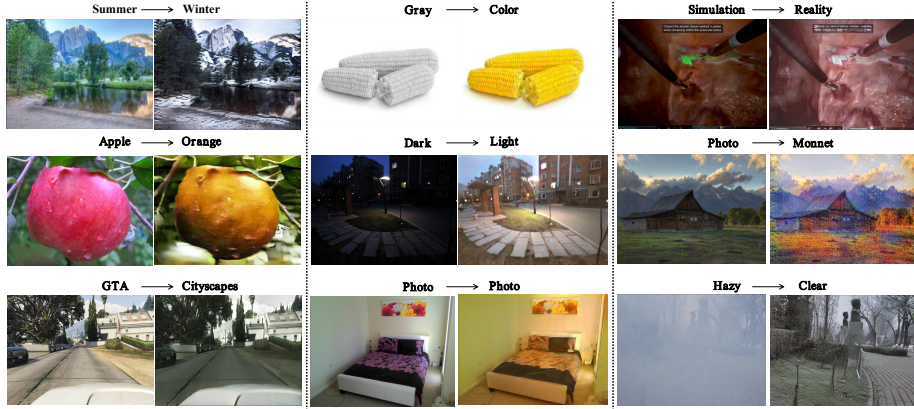 Summer → Winter
Gray → Color
Simulation → Reality
Apple → Orange
Dark → Light
Photo → Monnet
GTA → Cityscapes
Photo → Photo
Hazy → Clear